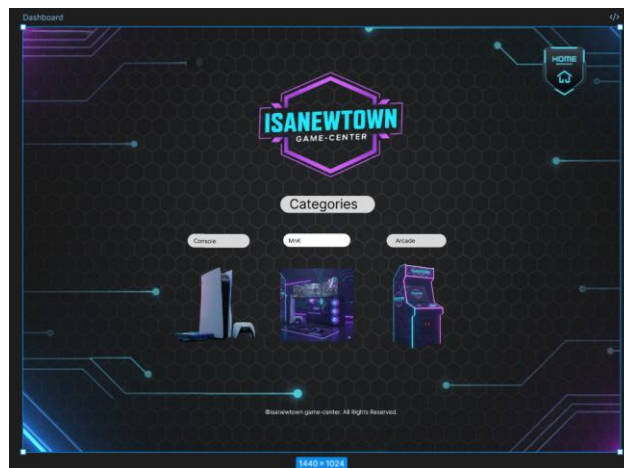 Dashboard
HOME
ISANEWTOWN
GAME-CENTER
Categories
Console
MnK
Arcade
©Isanewtown game-center. All Rights Reserved.
1440 × 1024